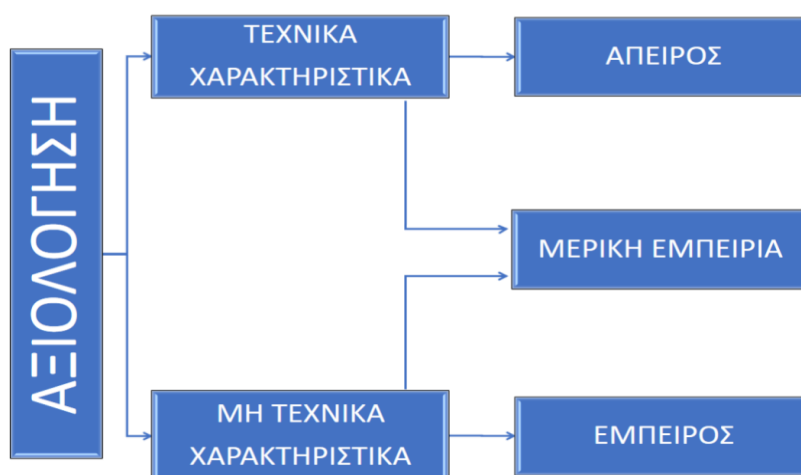 ΑΞΙΟΛΟΓΗΣΗ
ΤΕΧΝΙΚΑ
ΧΑΡΑΚΤΗΡΙΣΤΙΚΑ
ΑΠΕΙΡΟΣ
ΜΕΡΙΚΗ ΕΜΠΕΙΡΙΑ
ΜΗ ΤΕΧΝΙΚΑ
ΧΑΡΑΚΤΗΡΙΣΤΙΚΑ
ΕΜΠΕΙΡΟΣ